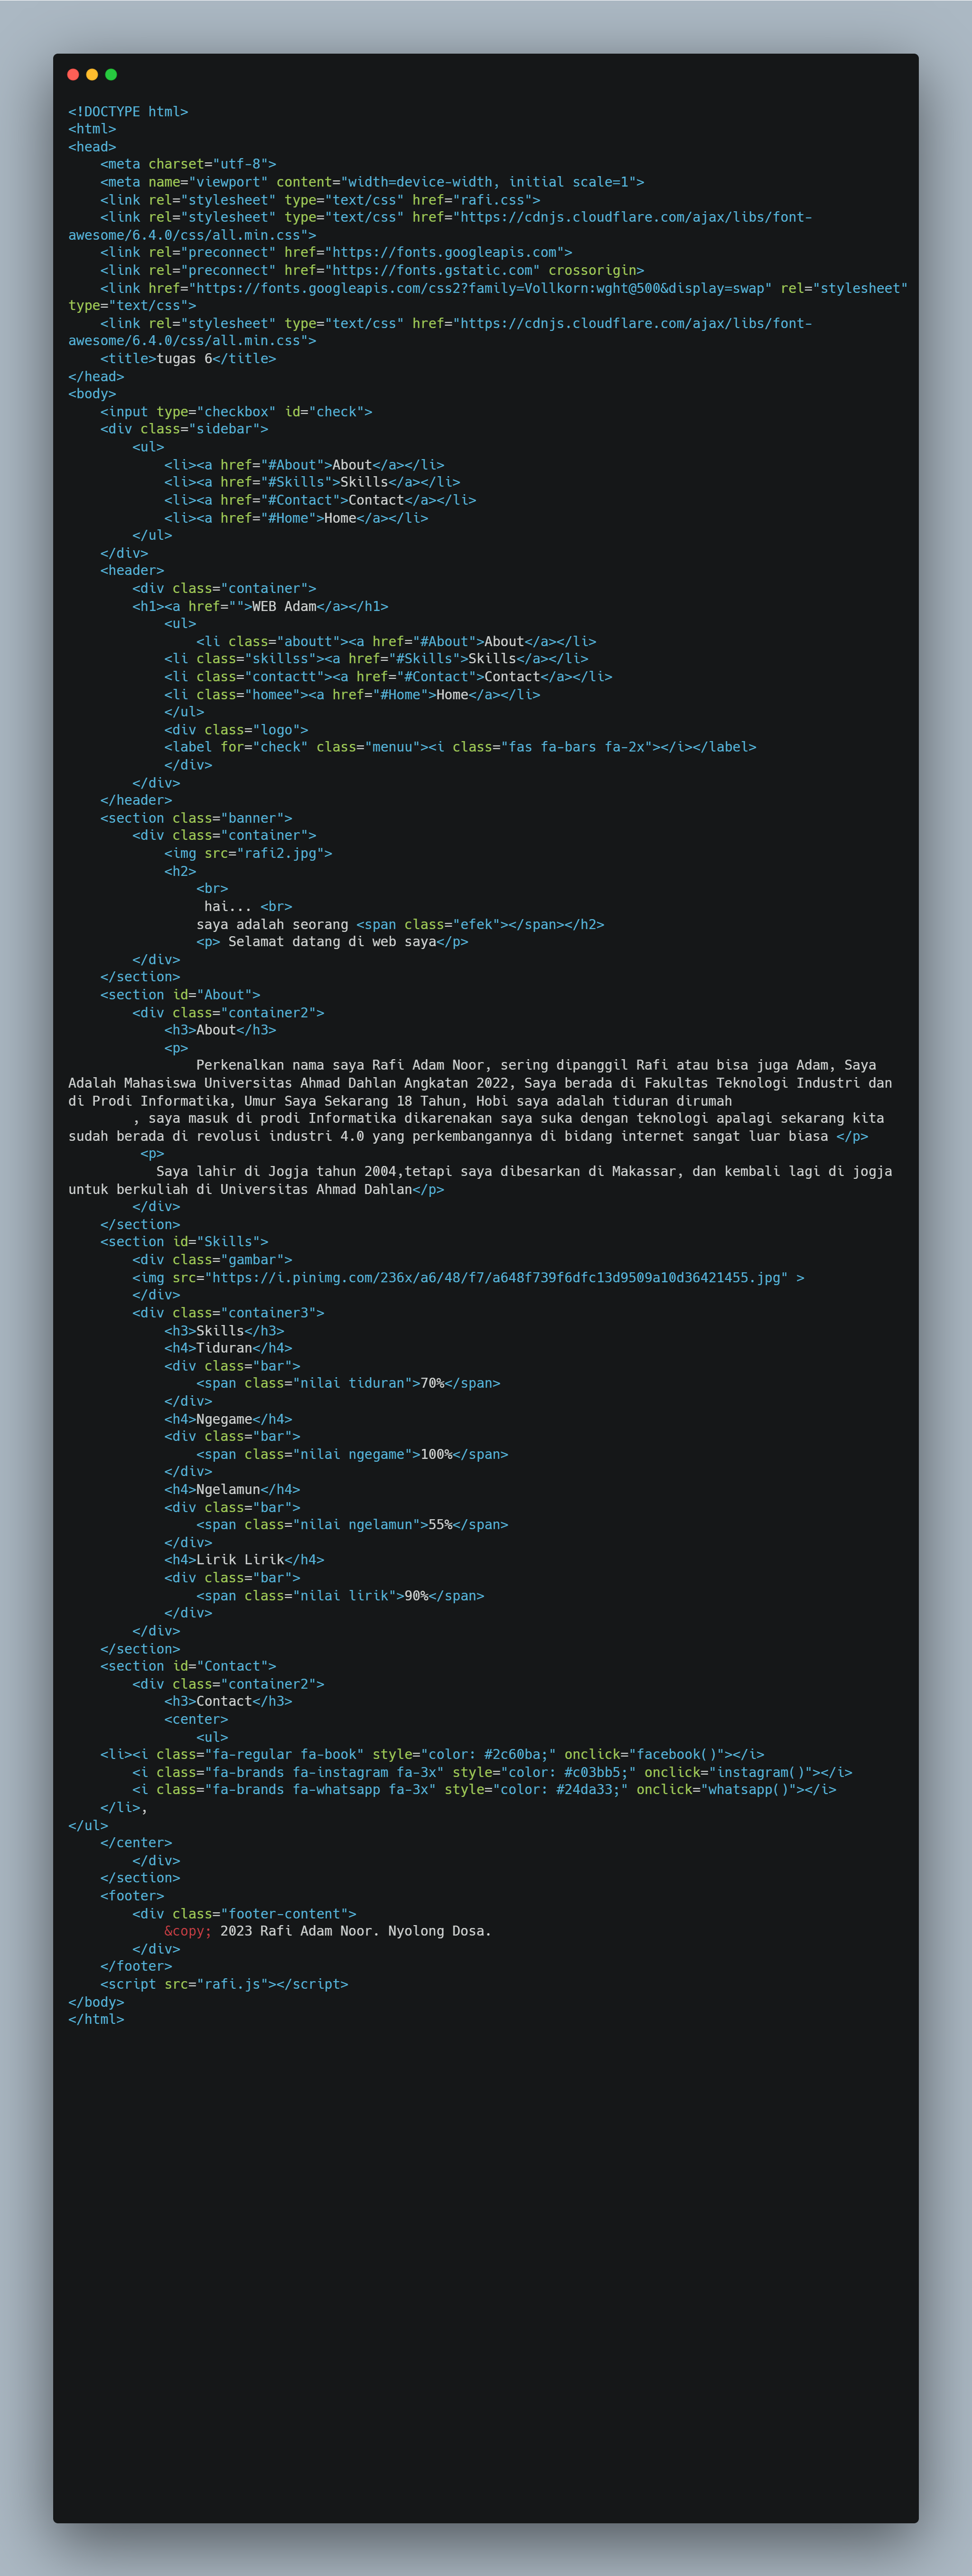 <!DOCTYPE html>
<html>
<head>
    <meta charset="utf-8">
    <meta name="viewport" content="width=device-width, initial scale=1">
    <link rel="stylesheet" type="text/css" href="rafi.css">
    <link rel="stylesheet" type="text/css" href="https://cdnjs.cloudflare.com/ajax/libs/font-
awesome/6.4.0/css/all.min.css">
    <link rel="preconnect" href="https://fonts.googleapis.com">
    <link rel="preconnect" href="https://fonts.gstatic.com" crossorigin>
    <link href="https://fonts.googleapis.com/css2?family=Vollkorn:wght@500&display=swap" rel="stylesheet"
type="text/css">
    <link rel="stylesheet" type="text/css" href="https://cdnjs.cloudflare.com/ajax/libs/font-
awesome/6.4.0/css/all.min.css">
    <title>tugas 6</title>
</head>
<body>
    <input type="checkbox" id="check">
    <div class="sidebar">
        <ul>
            <li><a href="#About">About</a></li>
            <li><a href="#Skills">Skills</a></li>
            <li><a href="#Contact">Contact</a></li>
            <li><a href="#Home">Home</a></li>
        </ul>
    </div>
    <header>
        <div class="container">
        <h1><a href="">WEB Adam</a></h1>
            <ul>
                <li class="aboutt"><a href="#About">About</a></li>
            <li class="skillss"><a href="#Skills">Skills</a></li>
            <li class="contactt"><a href="#Contact">Contact</a></li>
            <li class="homee"><a href="#Home">Home</a></li>
            </ul>
            <div class="logo">
            <label for="check" class="menuu"><i class="fas fa-bars fa-2x"></i></label>
            </div>
        </div>
    </header>
    <section class="banner">
        <div class="container">
            <img src="rafi2.jpg">
            <h2>
                <br>
                 hai... <br>
                saya adalah seorang <span class="efek"></span></h2>
                <p> Selamat datang di web saya</p>
        </div>
    </section>
    <section id="About">
        <div class="container2">
            <h3>About</h3>
            <p>
                Perkenalkan nama saya Rafi Adam Noor, sering dipanggil Rafi atau bisa juga Adam, Saya
Adalah Mahasiswa Universitas Ahmad Dahlan Angkatan 2022, Saya berada di Fakultas Teknologi Industri dan
di Prodi Informatika, Umur Saya Sekarang 18 Tahun, Hobi saya adalah tiduran dirumah
        , saya masuk di prodi Informatika dikarenakan saya suka dengan teknologi apalagi sekarang kita
sudah berada di revolusi industri 4.0 yang perkembangannya di bidang internet sangat luar biasa </p>
         <p>
           Saya lahir di Jogja tahun 2004,tetapi saya dibesarkan di Makassar, dan kembali lagi di jogja
untuk berkuliah di Universitas Ahmad Dahlan</p>
        </div>
    </section>
    <section id="Skills">
        <div class="gambar">
        <img src="https://i.pinimg.com/236x/a6/48/f7/a648f739f6dfc13d9509a10d36421455.jpg" >
        </div>
        <div class="container3">
            <h3>Skills</h3>
            <h4>Tiduran</h4>
            <div class="bar">
                <span class="nilai tiduran">70%</span>
            </div>
            <h4>Ngegame</h4>
            <div class="bar">
                <span class="nilai ngegame">100%</span>
            </div>
            <h4>Ngelamun</h4>
            <div class="bar">
                <span class="nilai ngelamun">55%</span>
            </div>
            <h4>Lirik Lirik</h4>
            <div class="bar">
                <span class="nilai lirik">90%</span>
            </div>
        </div>
    </section>
    <section id="Contact">
        <div class="container2">
            <h3>Contact</h3>
            <center>
                <ul>
    <li><i class="fa-regular fa-book" style="color: #2c60ba;" onclick="facebook()"></i>
        <i class="fa-brands fa-instagram fa-3x" style="color: #c03bb5;" onclick="instagram()"></i>
        <i class="fa-brands fa-whatsapp fa-3x" style="color: #24da33;" onclick="whatsapp()"></i>
    </li>,
</ul>
    </center>
        </div>
    </section>
    <footer>
        <div class="footer-content">
            &copy; 2023 Rafi Adam Noor. Nyolong Dosa.
        </div>
    </footer>
    <script src="rafi.js"></script>
</body>
</html>